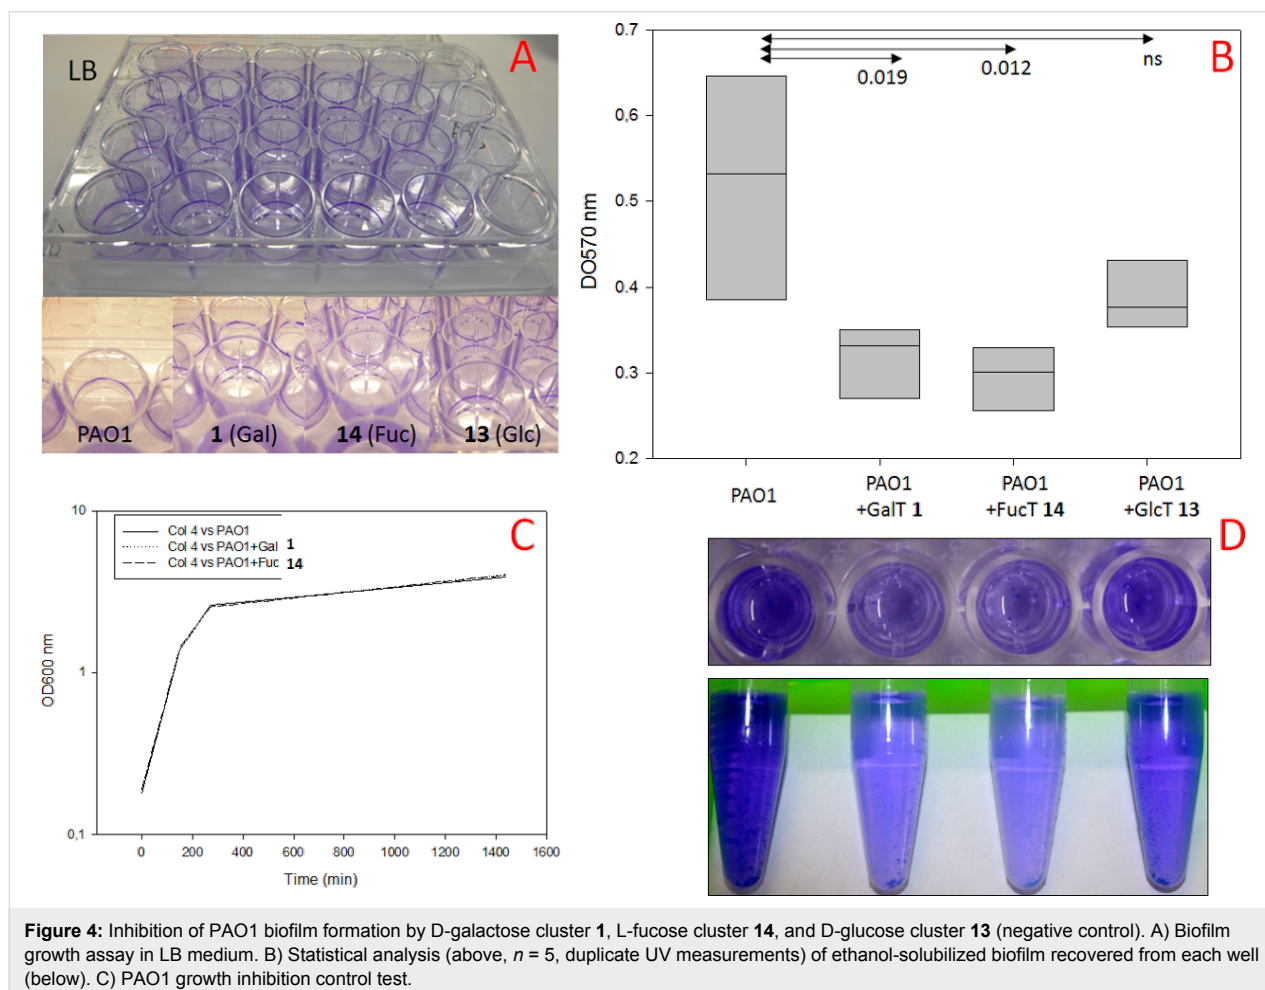 LB
A
PAO1
1 (Gal)
14 (Fuc)
13 (Glc)
B
0.7
0.6
0.5
0.4
0.3
0.2
DO570 nm
0.019
0.012
ns
PAO1
PAO1
+GalT 1
PAO1
+FucT 14
PAO1
+GlcT 13
C
10
1
0,1
OD600 nm
Col 4 vs PAO1
Col 4 vs PAO1+Gal 1
Col 4 vs PAO1+Fuc 14
0 200 400 600 800 1000 1200 1400 1600
Time (min)
D
Figure 4: Inhibition of PAO1 biofilm formation by D-galactose cluster 1, L-fucose cluster 14, and D-glucose cluster 13 (negative control). A) Biofilm
growth assay in LB medium. B) Statistical analysis (above, n = 5, duplicate UV measurements) of ethanol-solubilized biofilm recovered from each well
(below). C) PAO1 growth inhibition control test.